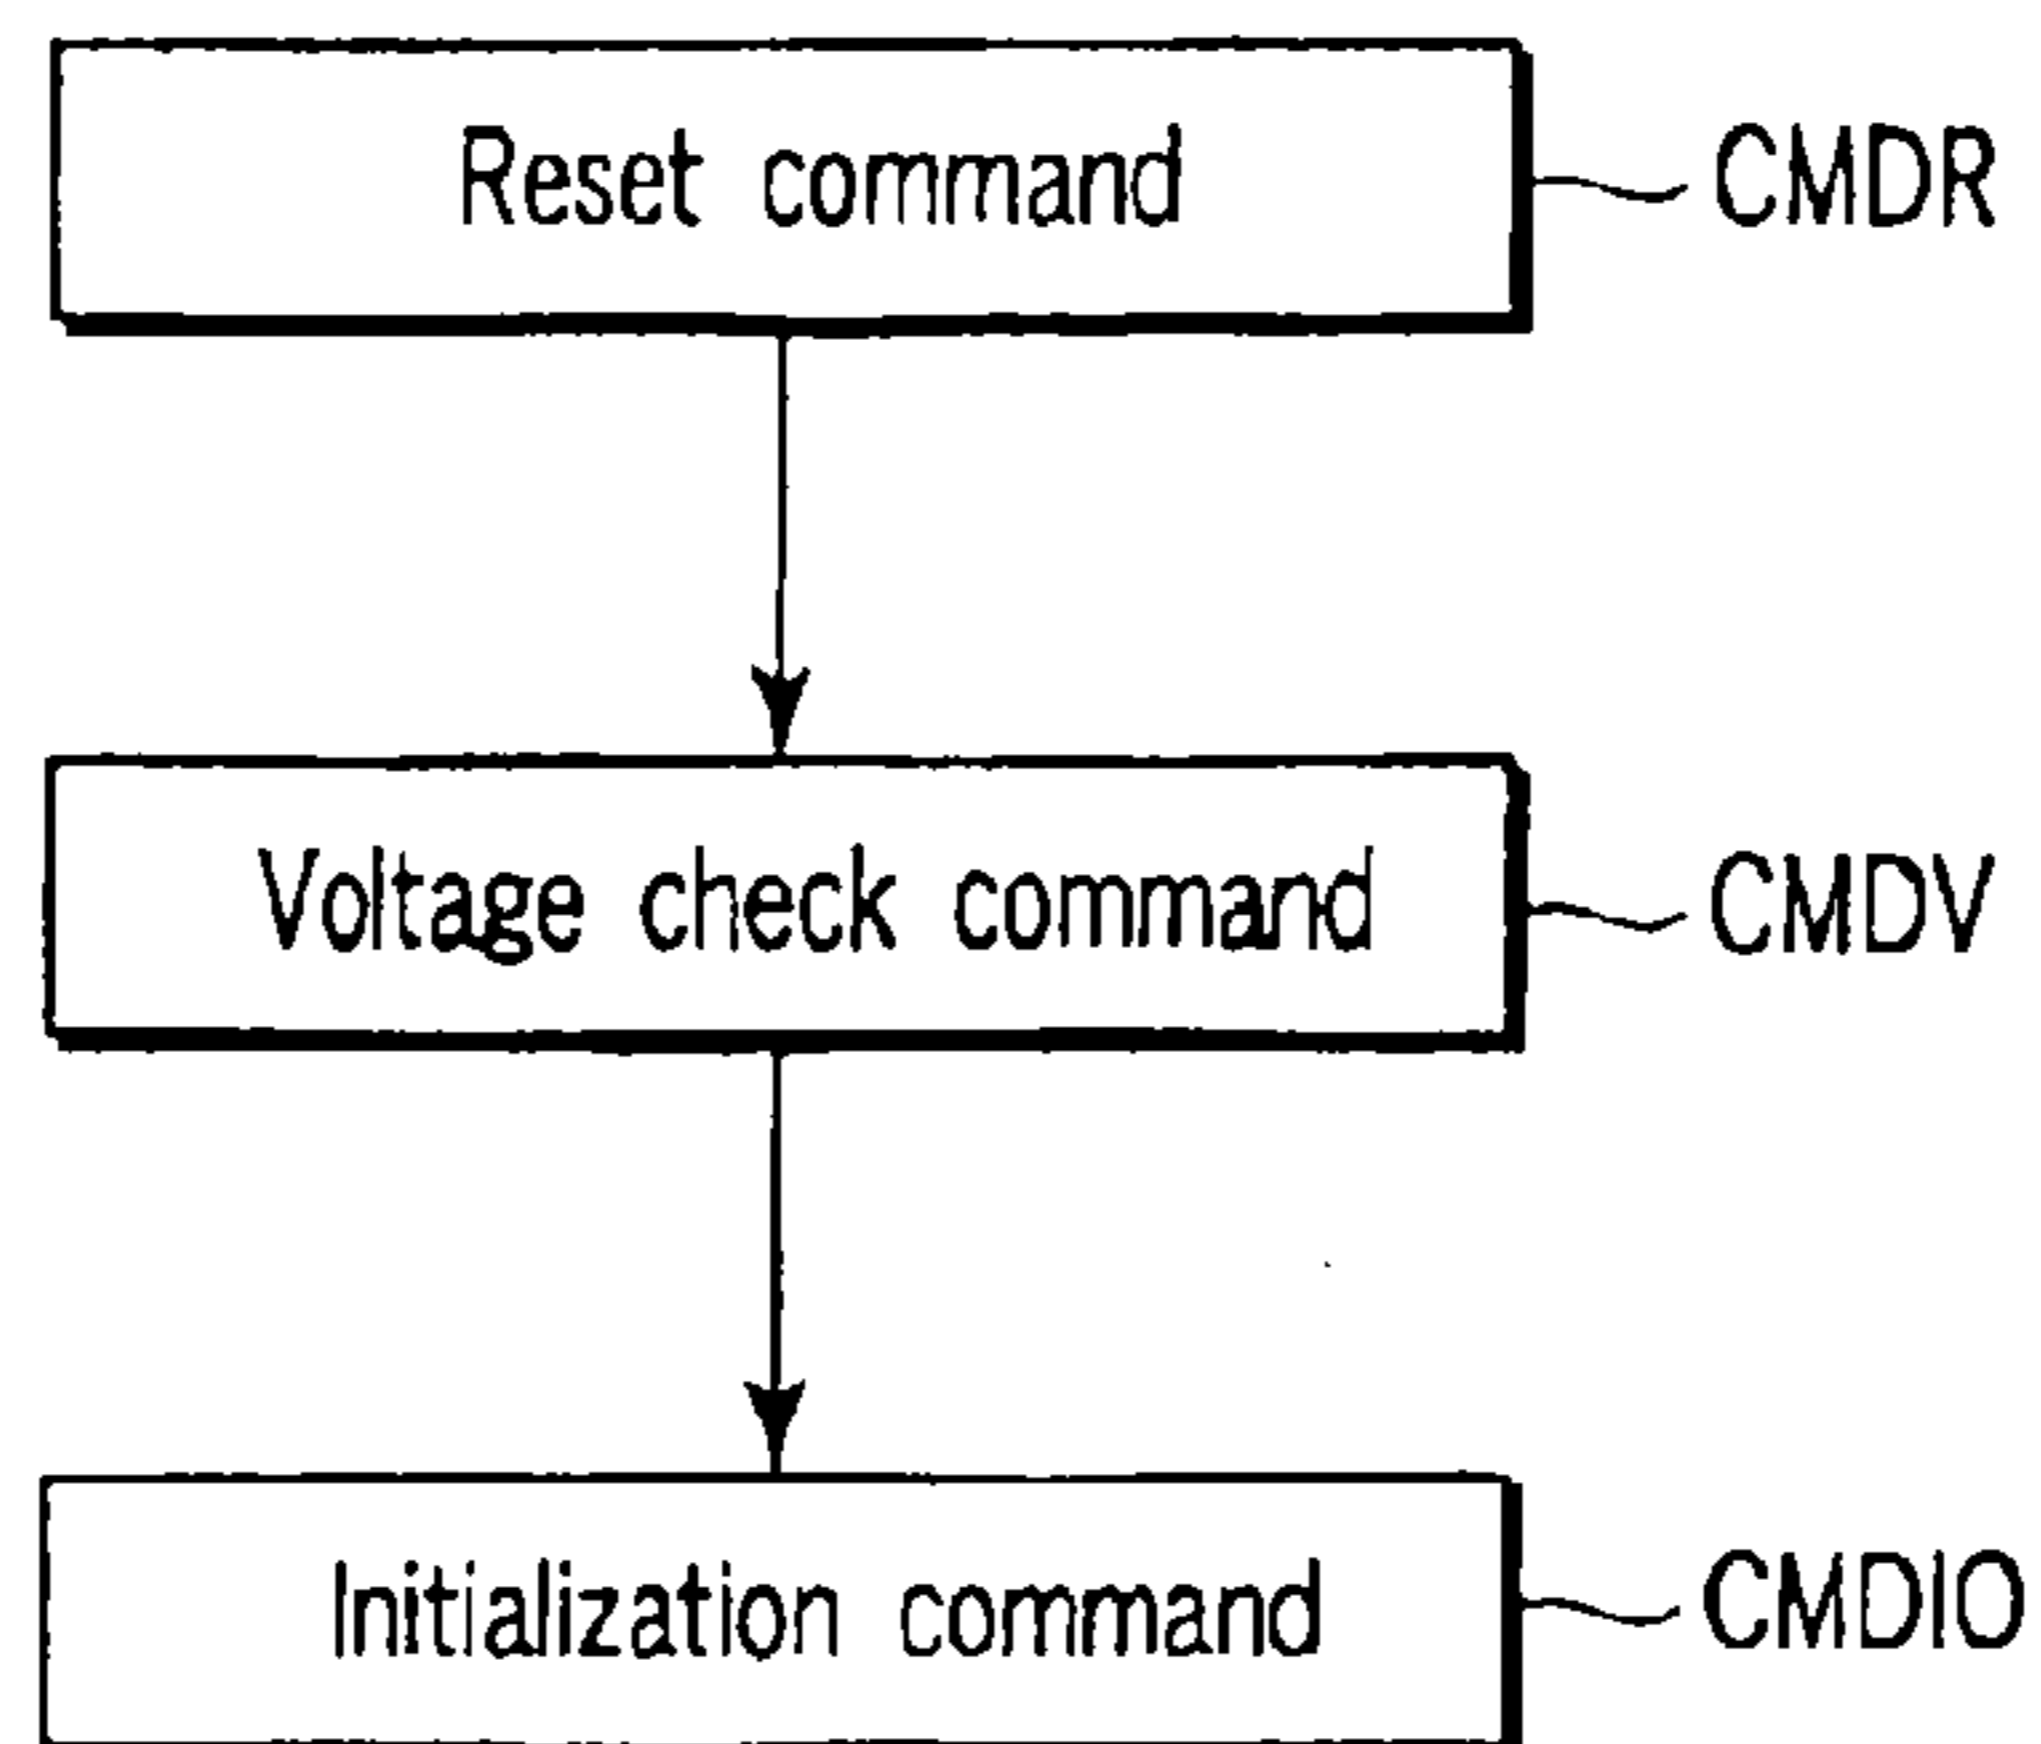 Reset command CMDR
Voltage check command CMDV
Initialization command CMDIO